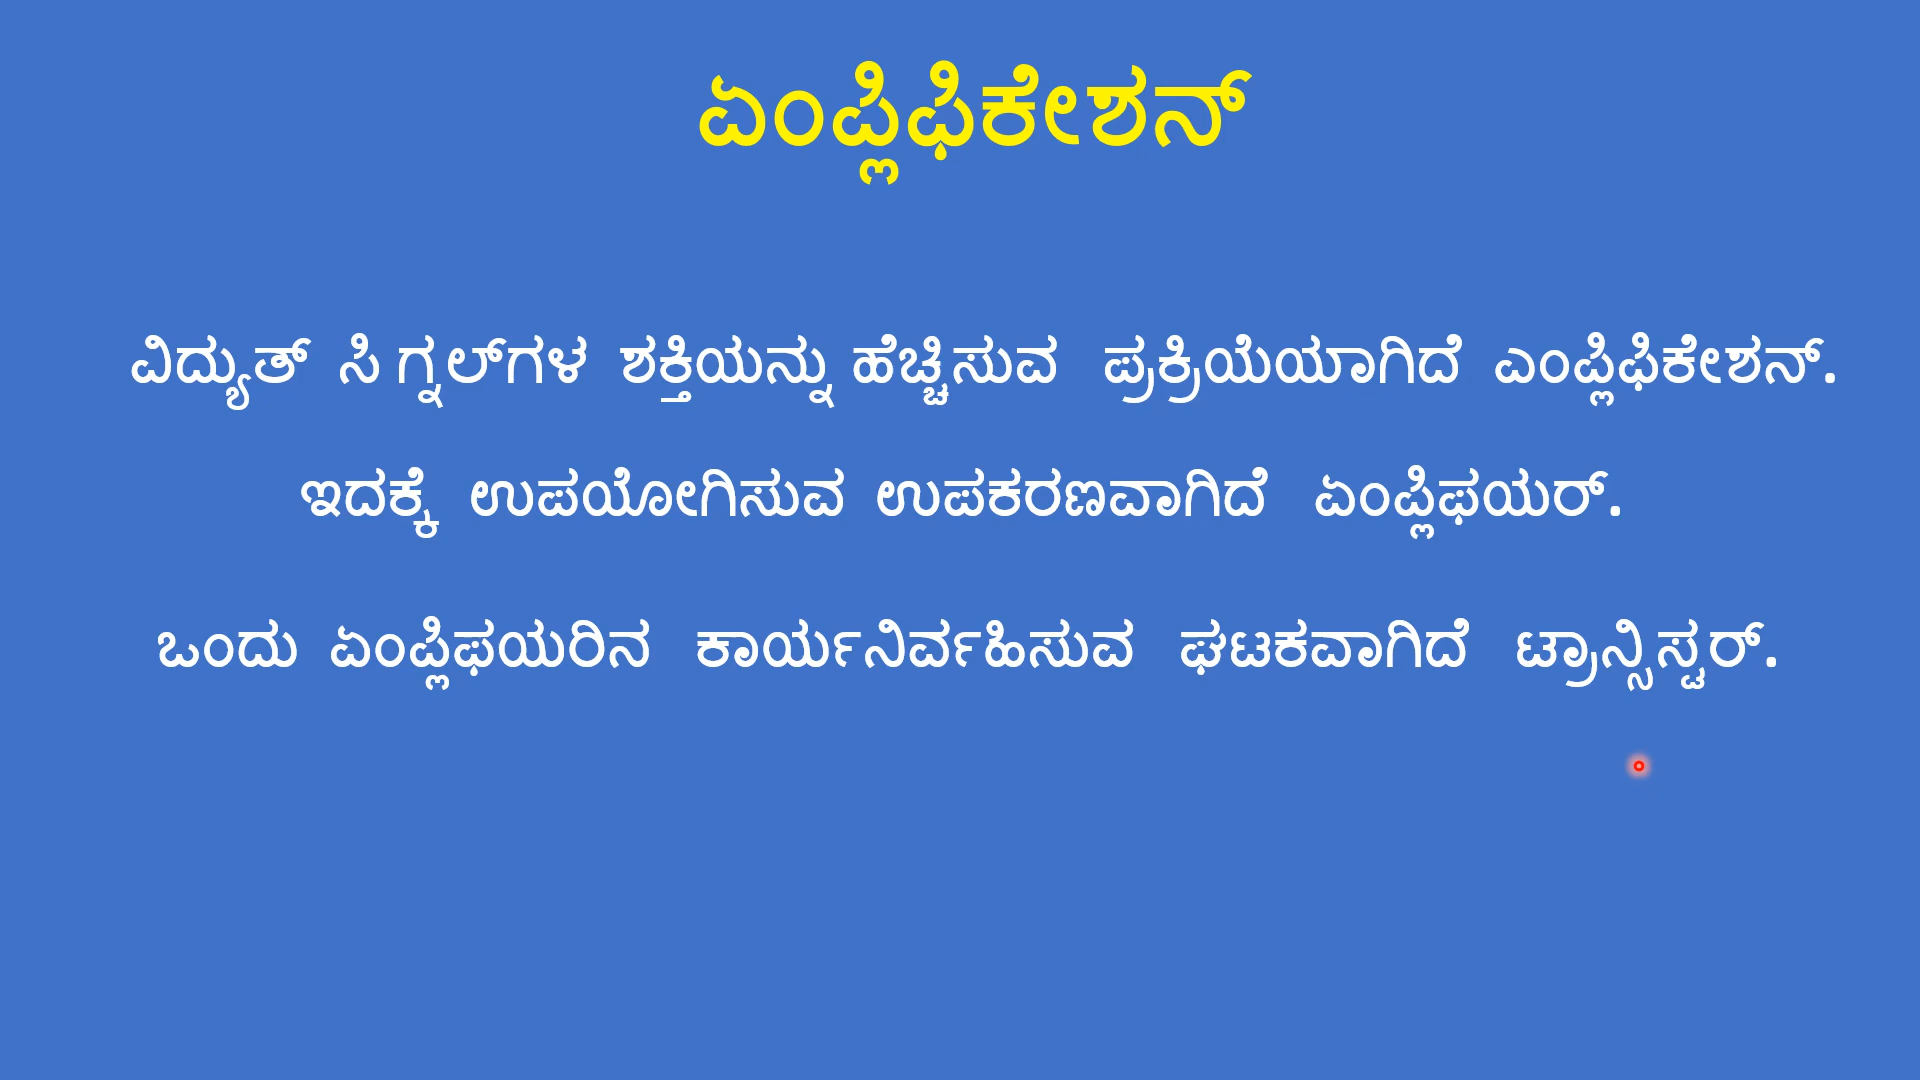 ಏಂಪ್ಲಿಫಿಕೇಶನ್
ವಿದ್ಯುತ್ ಸಿಗ್ನಲ್‌ಗಳ ಶಕ್ತಿಯನ್ನು ಹೆಚ್ಚಿಸುವ ಪ್ರಕ್ರಿಯೆಯಾಗಿದೆ ಎಂಪ್ಲಿಫಿಕೇಶನ್.
ಇದಕ್ಕೆ ಉಪಯೋಗಿಸುವ ಉಪಕರಣವಾಗಿದೆ ಏಂಪ್ಲಿಫಯರ್.
ಒಂದು ಏಂಪ್ಲಿಫಯರಿನ ಕಾರ್ಯನಿರ್ವಹಿಸುವ ಘಟಕವಾಗಿದೆ ಟ್ರಾನ್ಸಿಸ್ಟರ್.